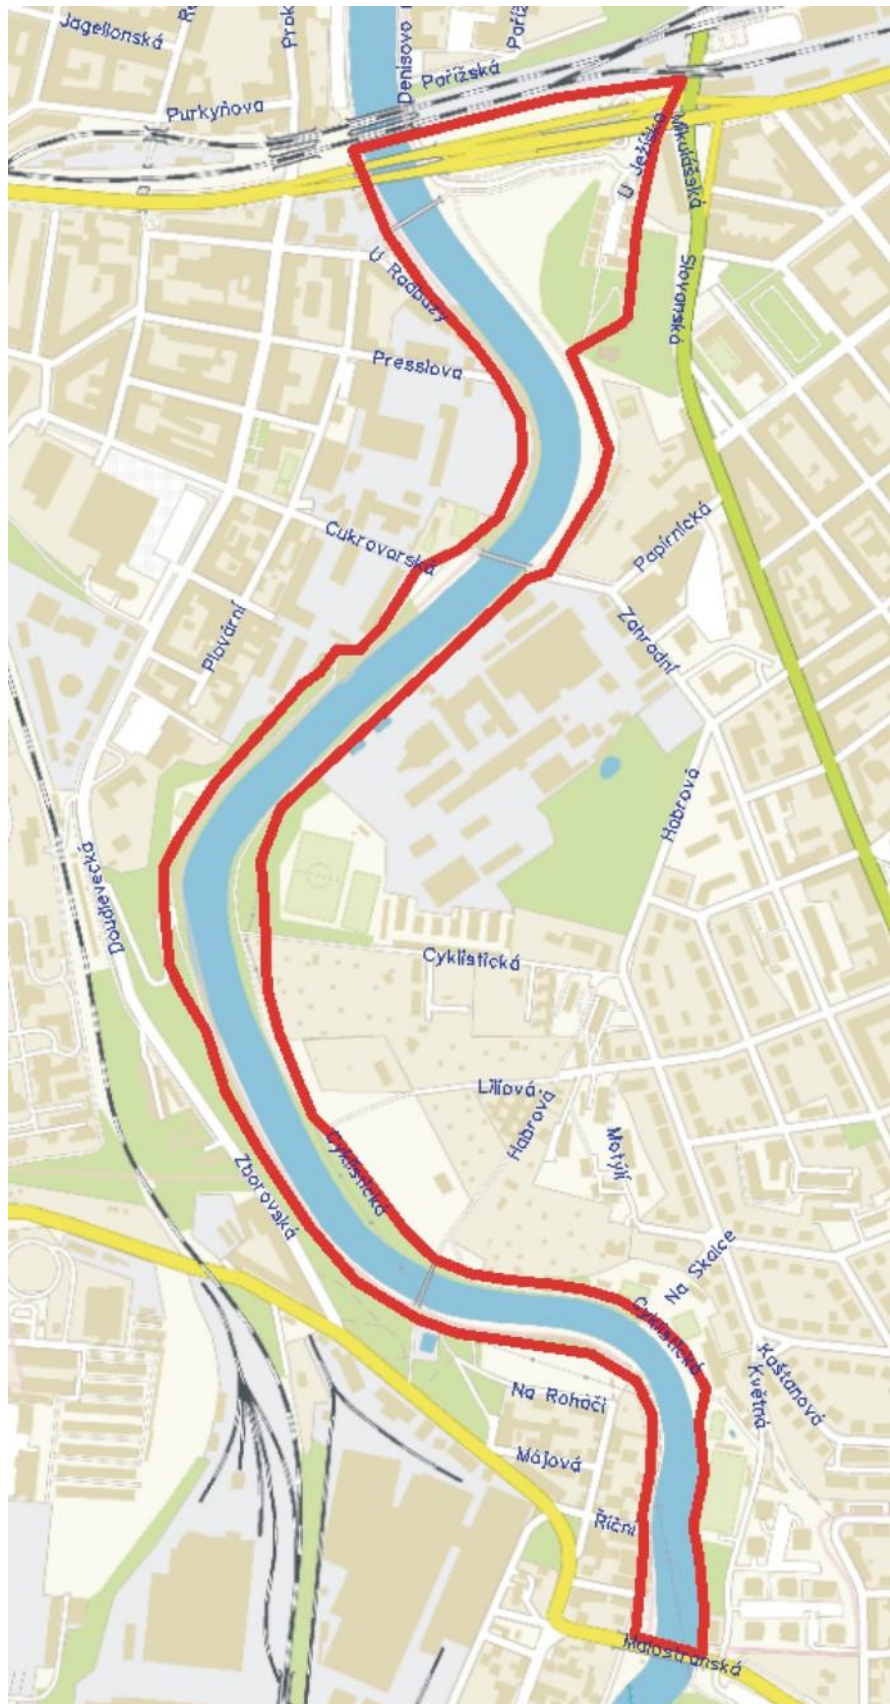 Jagellonská
Denisovo
Pařížská
Purkyňova
U Ježíška
Mikulášská
U Radbuzy
Slovanská
Presslova
Cukrovarská
Papírnická
Plovární
Zahradní
Habrová
Doudlevecká
Cyklistická
Liliová
Habrová
Motýlí
Cyklistická
Zborovská
Na Skalce
Cyklistická
Kaštanová
Květná
Na Roháči
Májová
Říční
Malostranská